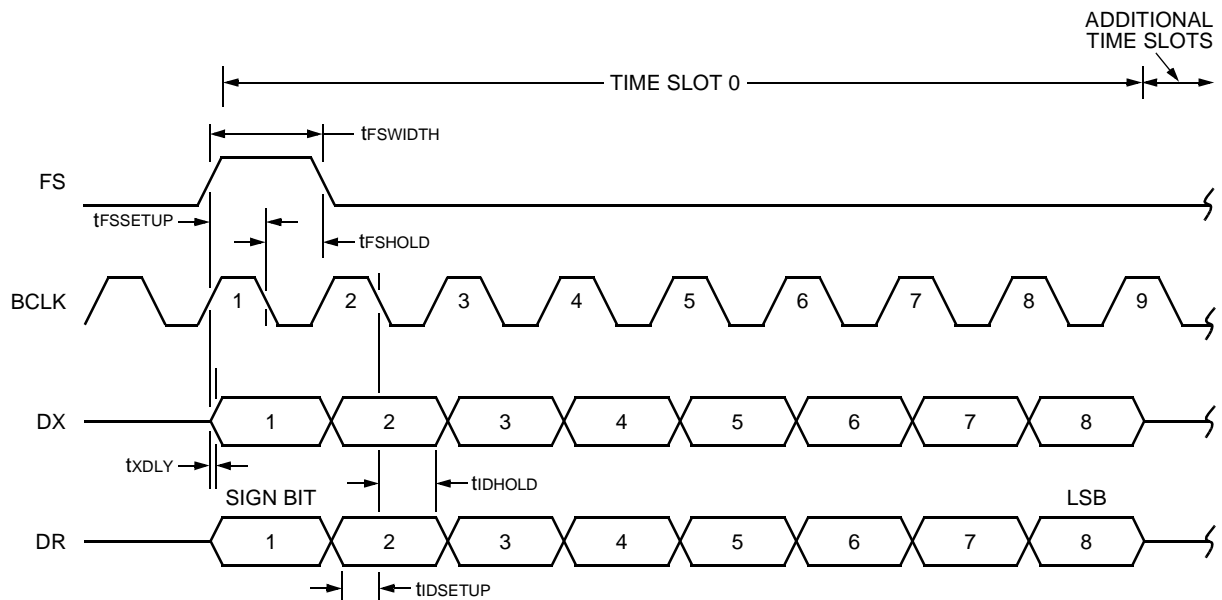 ADDITIONAL
TIME SLOTS
TIME SLOT 0
tFSWIDTH
FS
tFSSETUP
tFSHOLD
BCLK
1 2 3 4 5 6 7 8 9
DX
1 2 3 4 5 6 7 8
tXDLY
tIDHOLD
SIGN BIT
LSB
DR
1 2 3 4 5 6 7 8
tIDSETUP